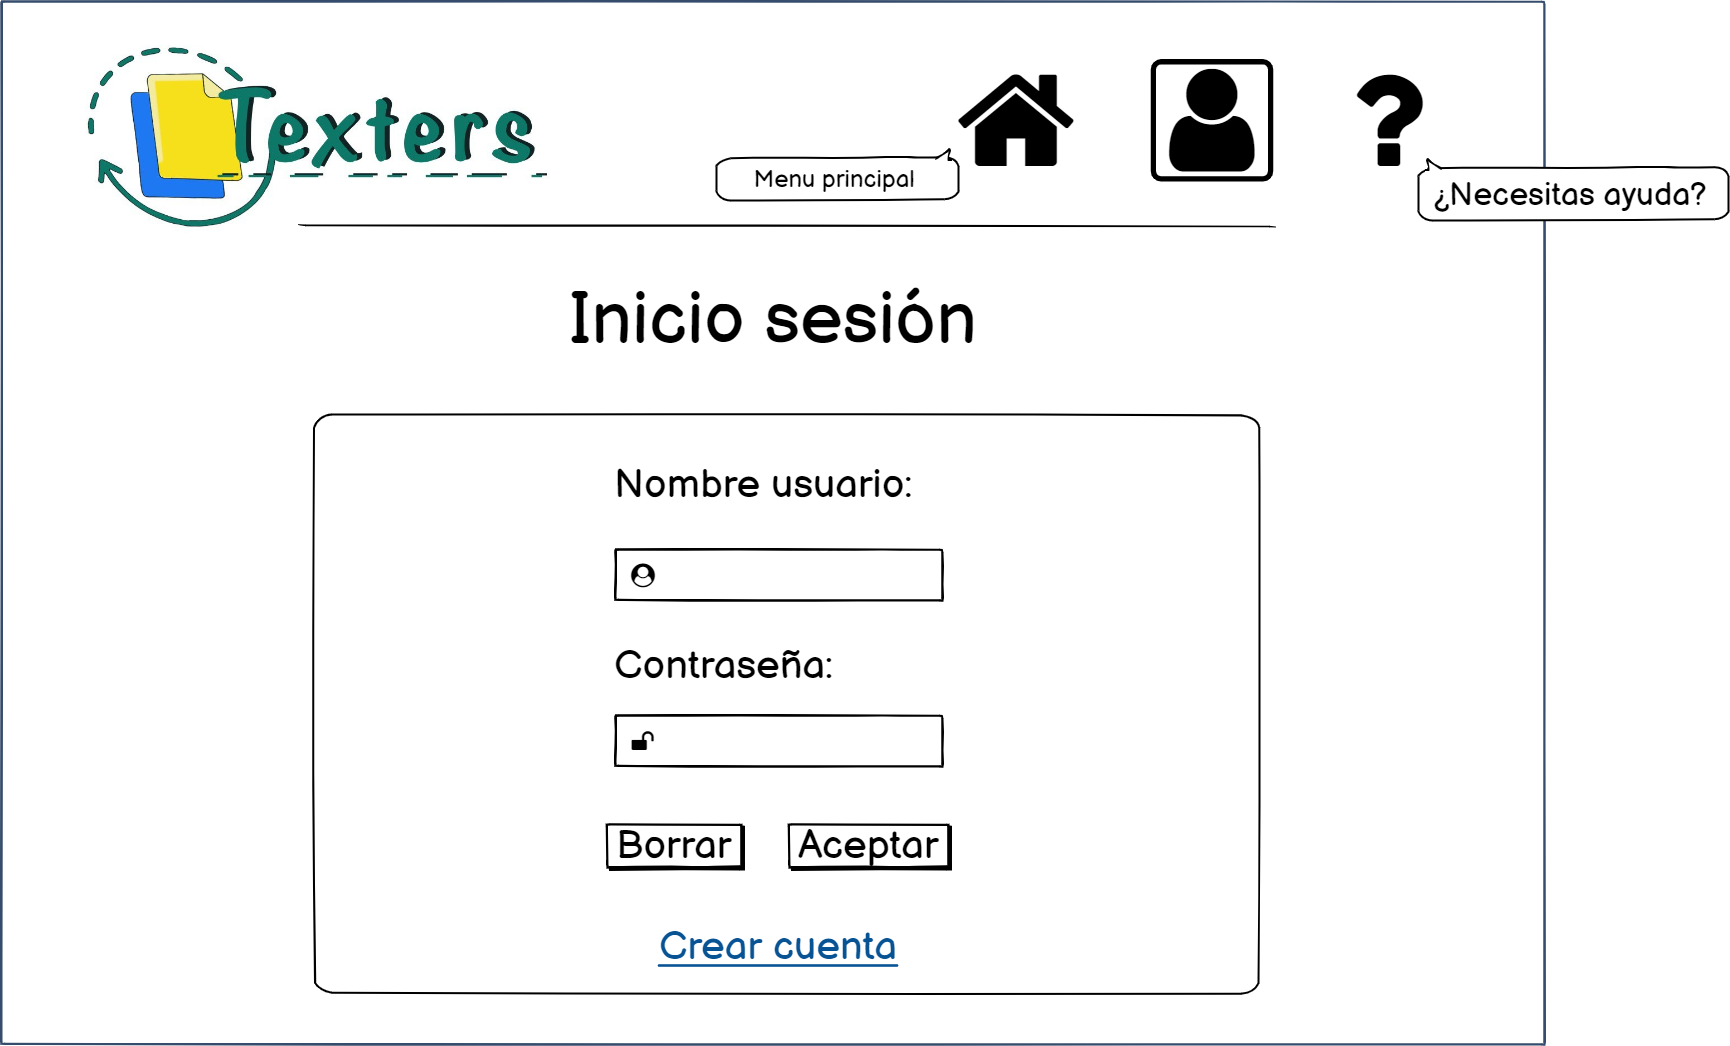 Texters
Menu principal
¿Necesitas ayuda?
Inicio sesión
Nombre usuario:
Contraseña:
Borrar
Aceptar
Crear cuenta